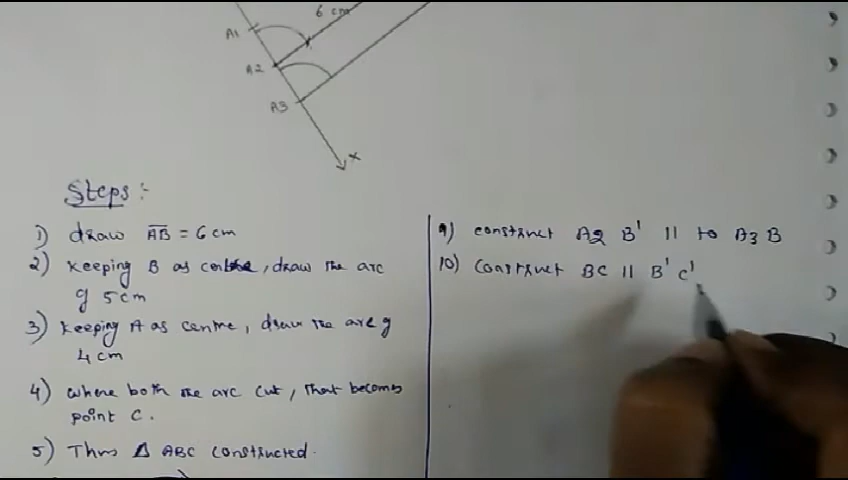 6 cm
A1
A2
A3
x
Steps :-
1) draw AB = 6 cm
2) Keeping B as centre, draw the arc
of 5 cm
3) Keeping A as centre, draw the arc of
4 cm
4) where both the arc cut, that becomes
point C.
5) Thus Δ ABC constructed.
9) construct A2 B' || to A3 B
10) Construct BC || B' C'